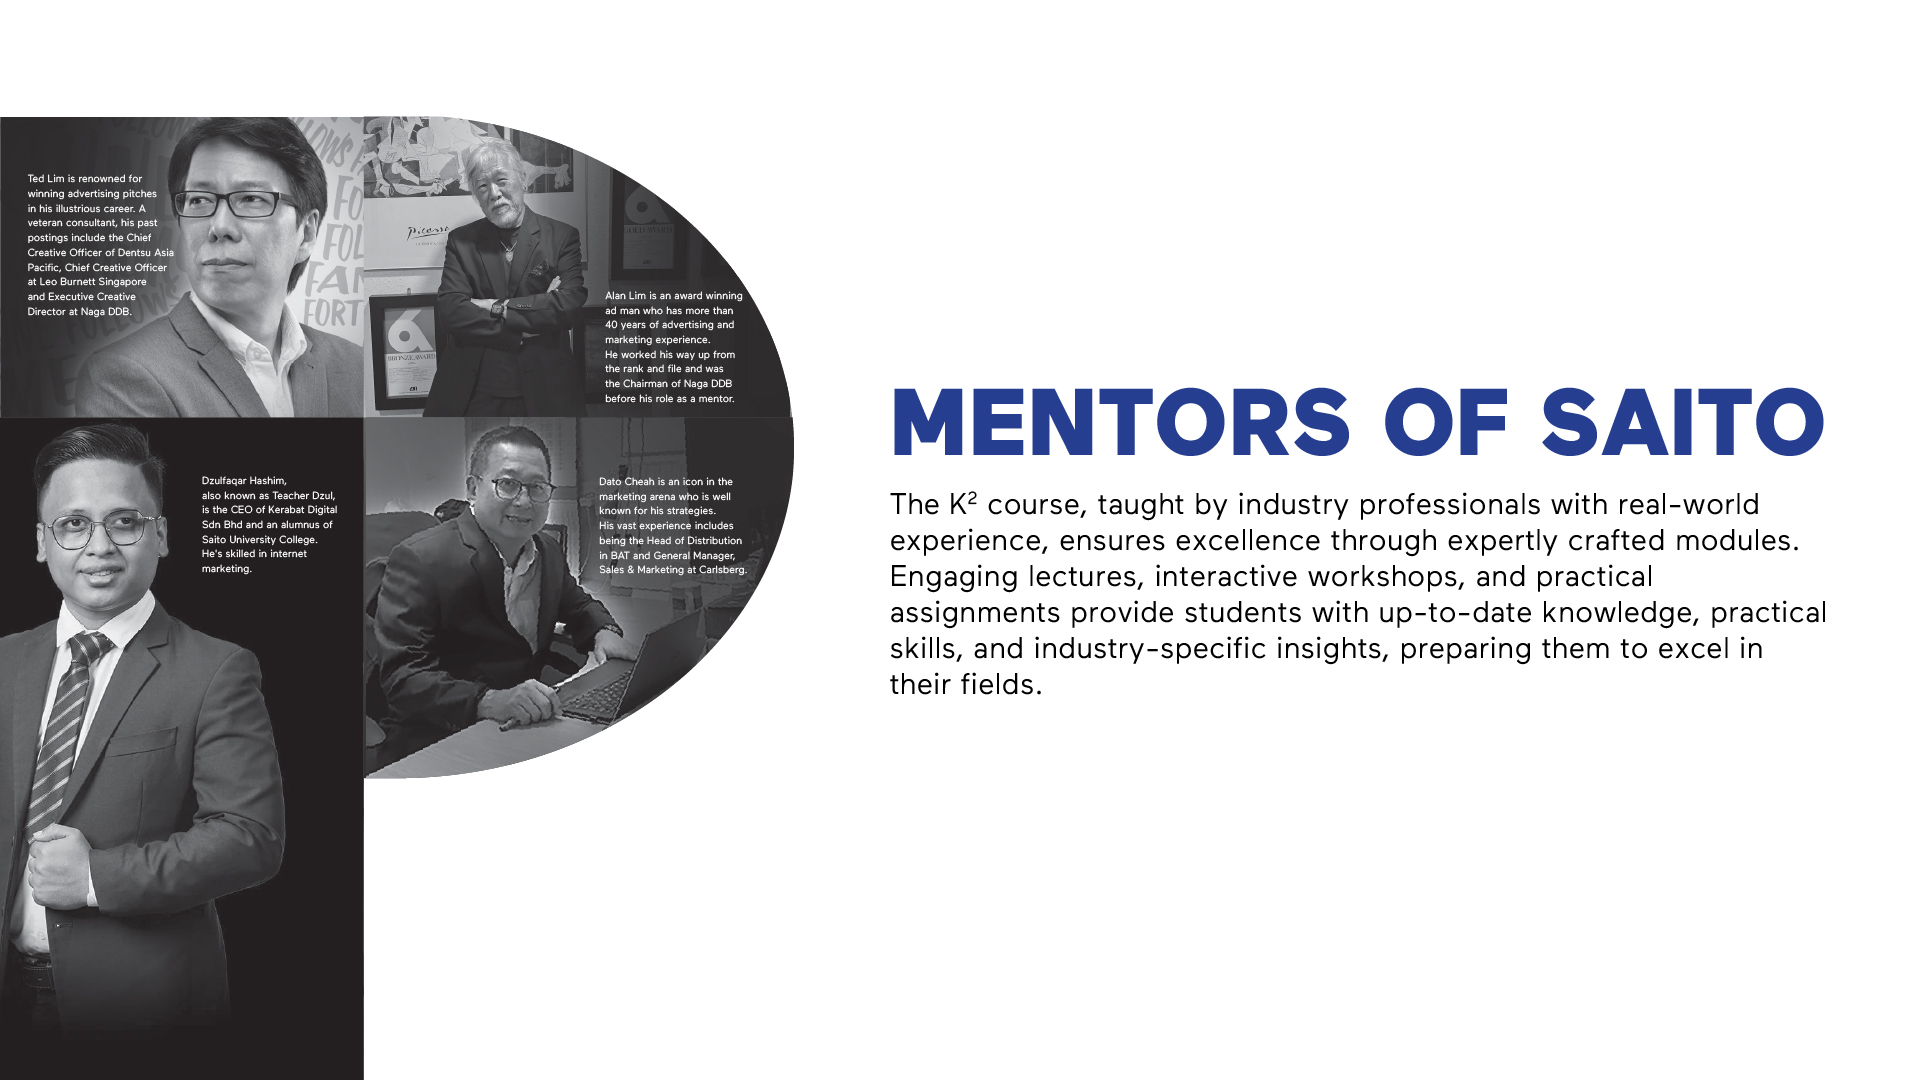 Ted Lim is renowned for
winning advertising pitches
in his illustrious career. A
veteran consultant, his past
postings include the Chief
Creative Officer of Dentsu Asia
Pacific, Chief Creative Officer
at Leo Burnett Singapore
and Executive Creative
Director at Naga DDB.
Picasso
GOLD AWARD
BRONZE AWARD
Alan Lim is an award winning
ad man who has more than
40 years of advertising and
marketing experience.
He worked his way up from
the rank and file and was
the Chairman of Naga DDB
before his role as a mentor.
Dzulfaqar Hashim,
also known as Teacher Dzul,
is the CEO of Kerabat Digital
Sdn Bhd and an alumnus of
Saito University College.
He's skilled in internet
marketing.
Dato Cheah is an icon in the
marketing arena who is well
known for his strategies.
His vast experience includes
being the Head of Distribution
in BAT and General Manager,
Sales & Marketing at Carlsberg.
MENTORS OF SAITO
The K² course, taught by industry professionals with real-world
experience, ensures excellence through expertly crafted modules.
Engaging lectures, interactive workshops, and practical
assignments provide students with up-to-date knowledge, practical
skills, and industry-specific insights, preparing them to excel in
their fields.